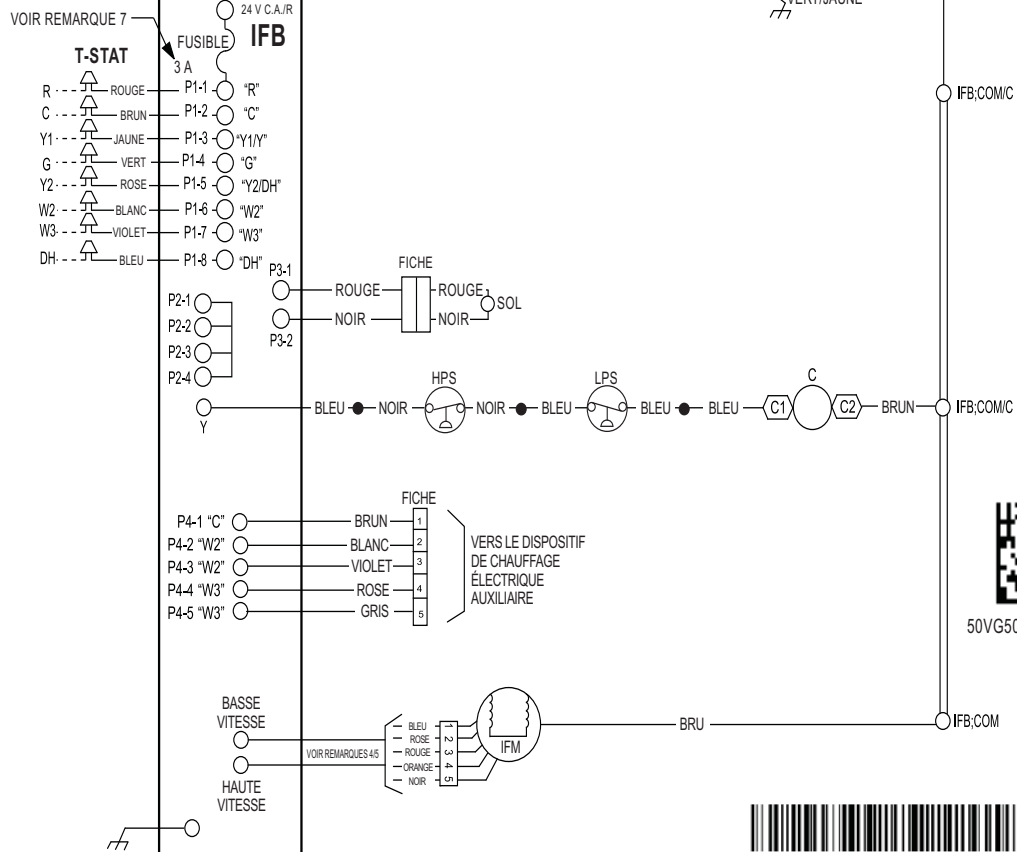 VOIR REMARQUE 7
24 V C.A./R
FUSIBLE
IFB
VERT/JAUNE
T-STAT
3 A
R ROUGE P1-1 "R"
C BRUN P1-2 "C"
Y1 JAUNE P1-3 "Y1/Y"
G VERT P1-4 "G"
Y2 ROSE P1-5 "Y2/DH"
W2 BLANC P1-6 "W2"
W3 VIOLET P1-7 "W3"
DH BLEU P1-8 "DH"
IFB;COM/C
P3-1
FICHE
ROUGE ROUGE
SOL
NOIR NOIR
P3-2
P2-1
P2-2
P2-3
P2-4
HPS
LPS
C
Y
BLEU NOIR NOIR BLEU BLEU BLEU C1 C2 BRUN IFB;COM/C
FICHE
P4-1 "C" BRUN 1
P4-2 "W2" BLANC 2
P4-3 "W2" VIOLET 3
P4-4 "W3" ROSE 4
P4-5 "W3" GRIS 5
VERS LE DISPOSITIF
DE CHAUFFAGE
ÉLECTRIQUE
AUXILIAIRE
BASSE
VITESSE
VOIR REMARQUES 4/5
HAUTE
VITESSE
BLEU 1
ROSE 2
ROUGE 3
ORANGE 4
NOIR 5
IFM
BRU
IFB;COM